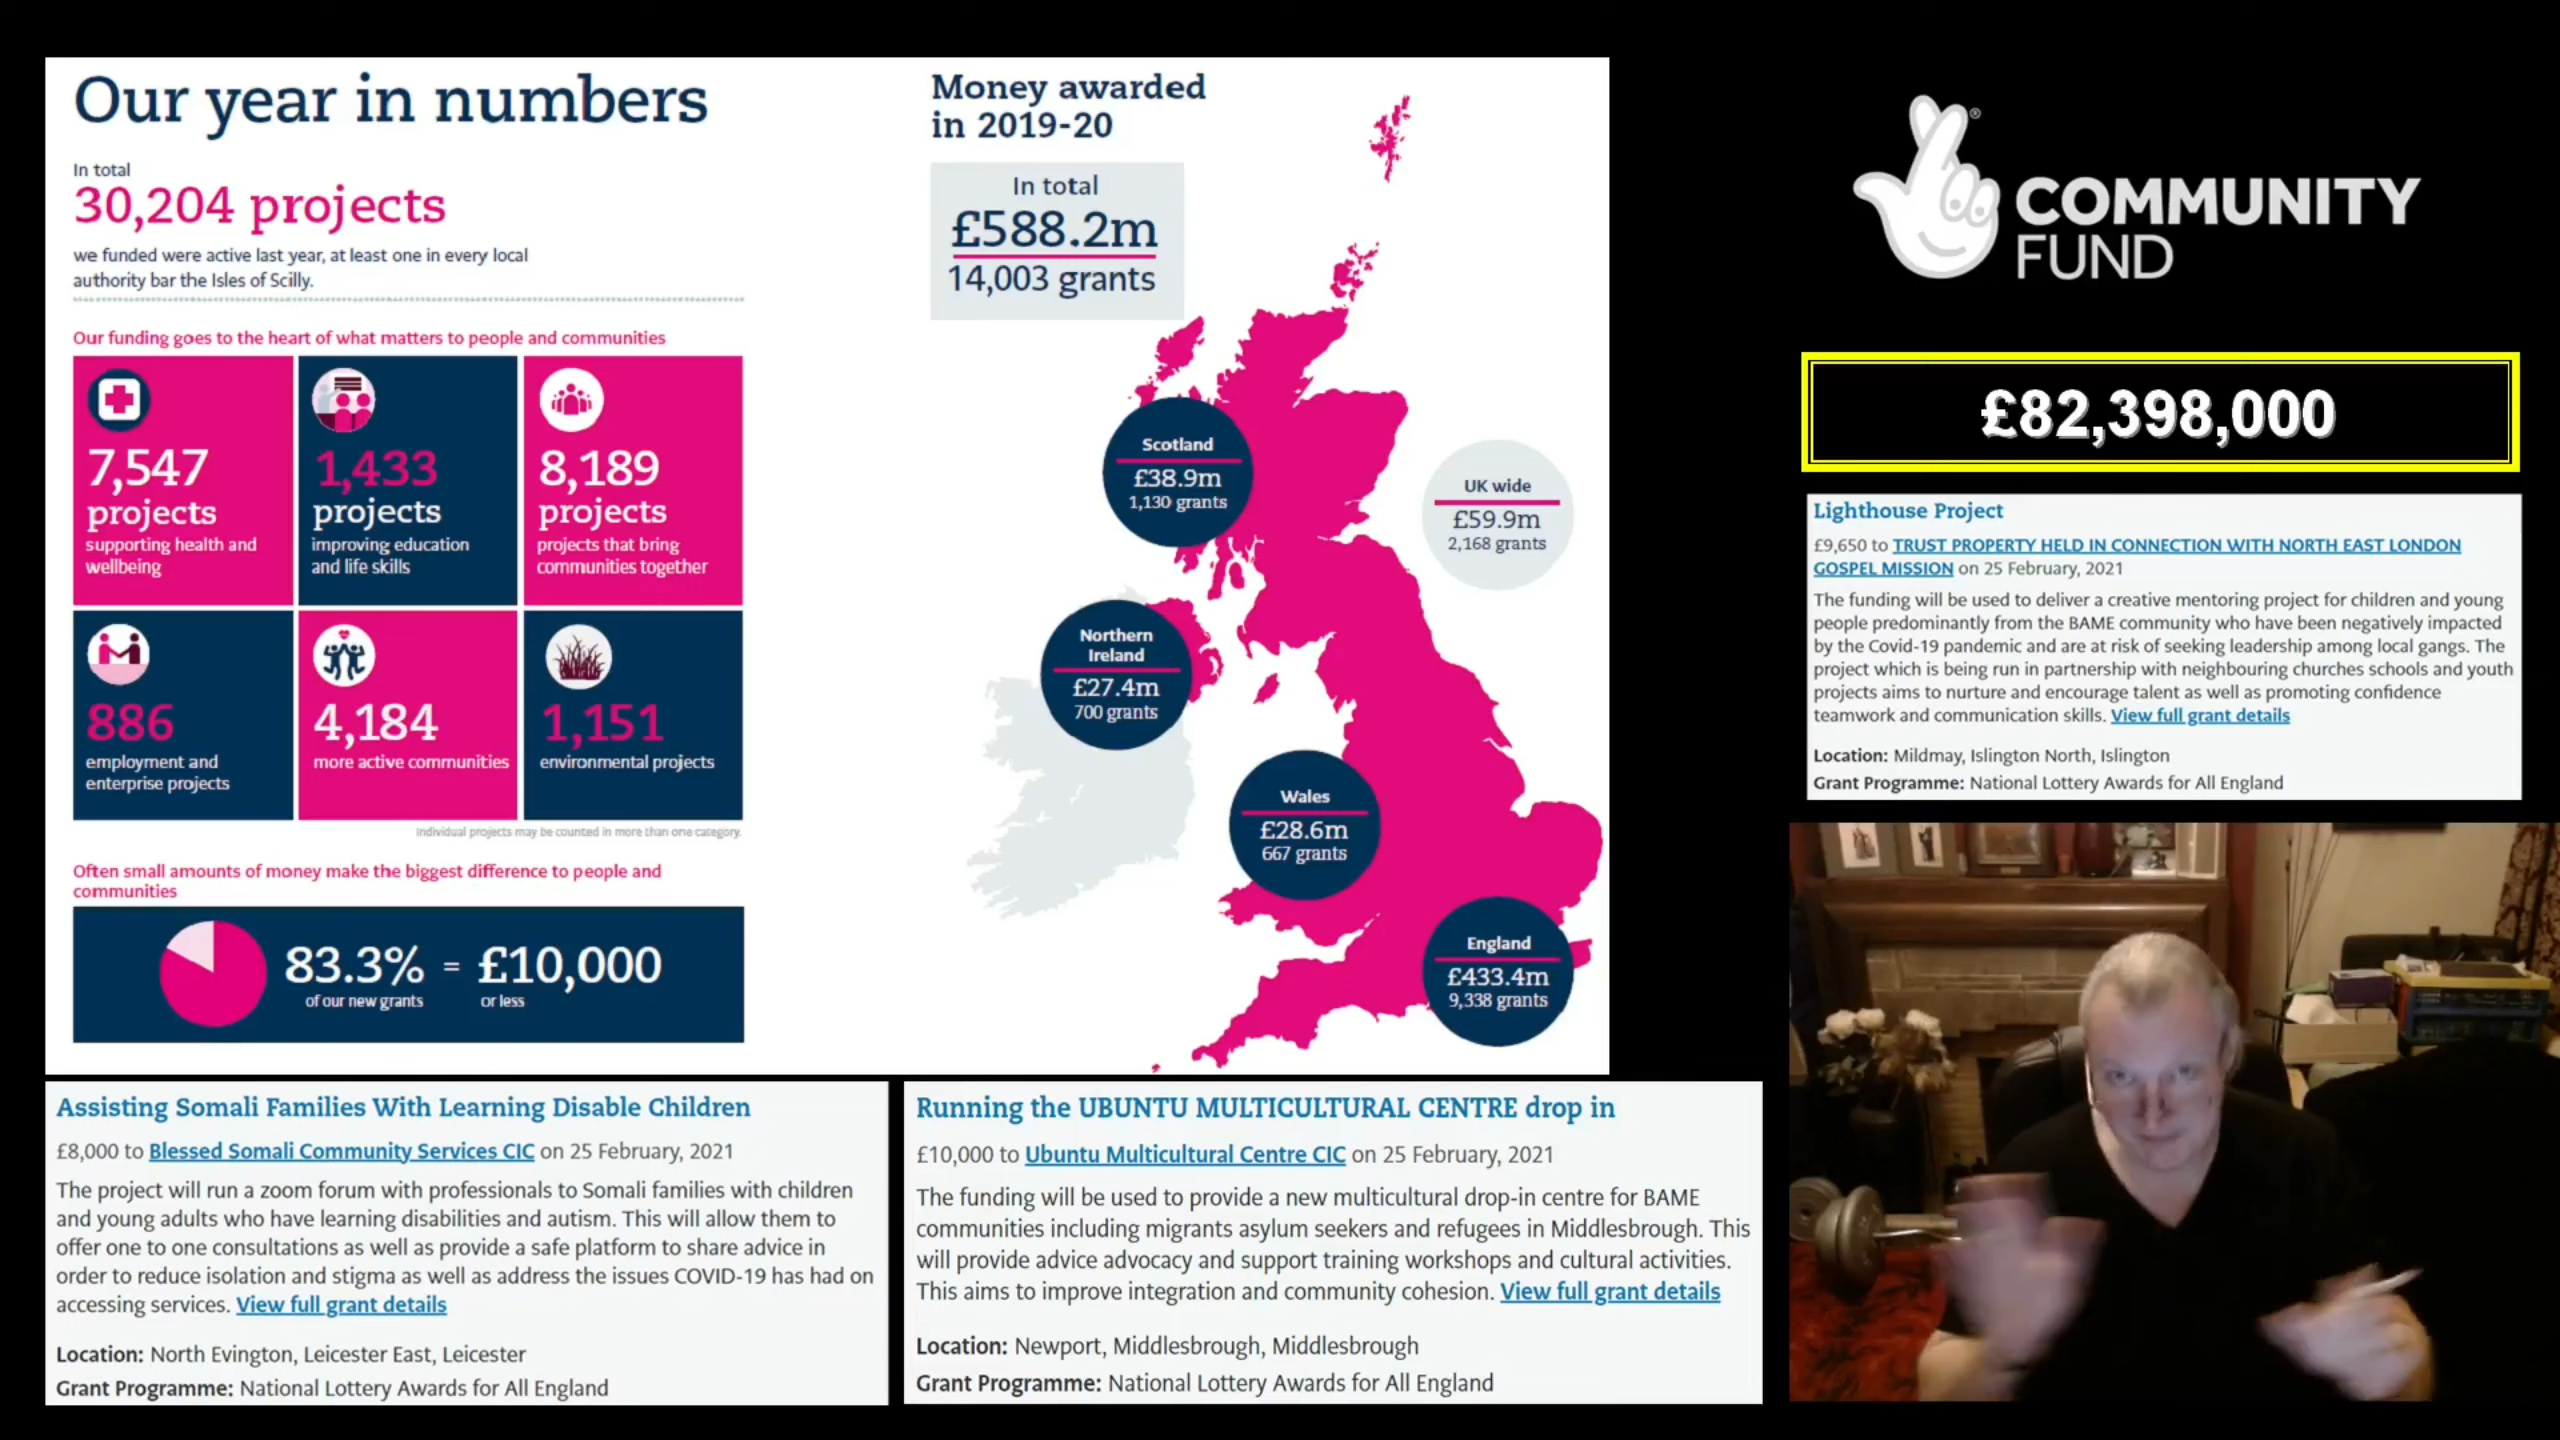 Our year in numbers
In total
30,204 projects
we funded were active last year, at least one in every local
authority bar the Isles of Scilly.
Our funding goes to the heart of what matters to people and communities
7,547
projects
supporting health and
wellbeing
1,433
projects
improving education
and life skills
8,189
projects
projects that bring
communities together
886
employment and
enterprise projects
4,184
more active communities
1,151
environmental projects
Individual projects may be counted in more than one category.
Often small amounts of money make the biggest difference to people and
communities
83.3% = £10,000
of our new grants
or less
Money awarded
in 2019-20
In total
£588.2m
14,003 grants
Scotland
£38.9m
1,130 grants
UK wide
£59.9m
2,168 grants
Northern
Ireland
£27.4m
700 grants
Wales
£28.6m
667 grants
England
£433.4m
9,338 grants
®
COMMUNITY
FUND
£82,398,000
Lighthouse Project
£9,650 to TRUST PROPERTY HELD IN CONNECTION WITH NORTH EAST LONDON
GOSPEL MISSION on 25 February, 2021
The funding will be used to deliver a creative mentoring project for children and young
people predominantly from the BAME community who have been negatively impacted
by the Covid-19 pandemic and are at risk of seeking leadership among local gangs. The
project which is being run in partnership with neighbouring churches schools and youth
projects aims to nurture and encourage talent as well as promoting confidence
teamwork and communication skills. View full grant details
Location: Mildmay, Islington North, Islington
Grant Programme: National Lottery Awards for All England
Assisting Somali Families With Learning Disable Children
£8,000 to Blessed Somali Community Services CIC on 25 February, 2021
The project will run a zoom forum with professionals to Somali families with children
and young adults who have learning disabilities and autism. This will allow them to
offer one to one consultations as well as provide a safe platform to share advice in
order to reduce isolation and stigma as well as address the issues COVID-19 has had on
accessing services. View full grant details
Location: North Evington, Leicester East, Leicester
Grant Programme: National Lottery Awards for All England
Running the UBUNTU MULTICULTURAL CENTRE drop in
£10,000 to Ubuntu Multicultural Centre CIC on 25 February, 2021
The funding will be used to provide a new multicultural drop-in centre for BAME
communities including migrants asylum seekers and refugees in Middlesbrough. This
will provide advice advocacy and support training workshops and cultural activities.
This aims to improve integration and community cohesion. View full grant details
Location: Newport, Middlesbrough, Middlesbrough
Grant Programme: National Lottery Awards for All England